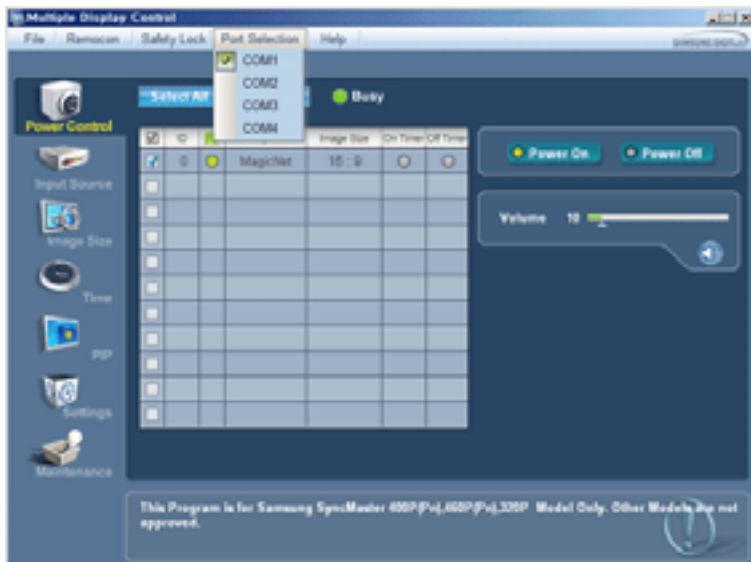 Multiple Display Control
File Remocon Safety Lock Port Selection Help
SAMSUNG DIGITall
COM1
COM2
COM3
COM4
Select All
Busy
Power Control
ID Image Size On Timer Off Timer
0 MagicNet 16 : 9
Power On Power Off
Input Source
Volume 10
Image Size
Time
PIP
Settings
Maintenance
This Program is for Samsung SyncMaster 400P(Pn),460P(Pn),320P Model Only. Other Models are not
approved.